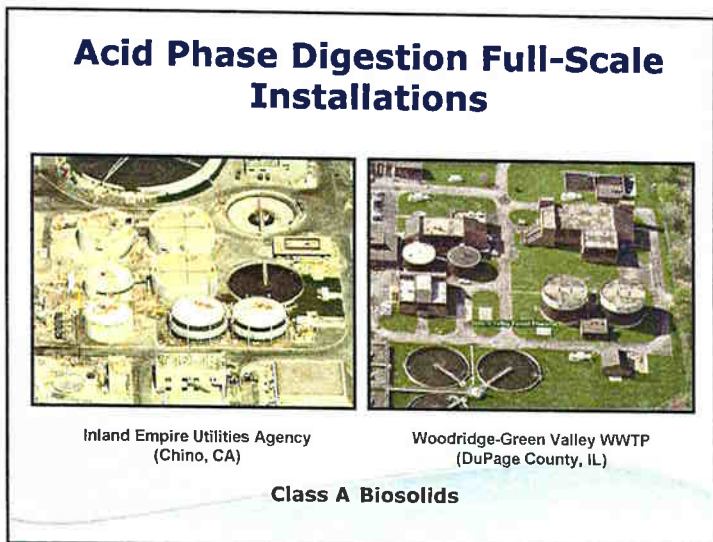 Acid Phase Digestion Full-Scale
Installations
Inland Empire Utilities Agency
(Chino, CA)
Woodridge-Green Valley WWTP
(DuPage County, IL)
Class A Biosolids